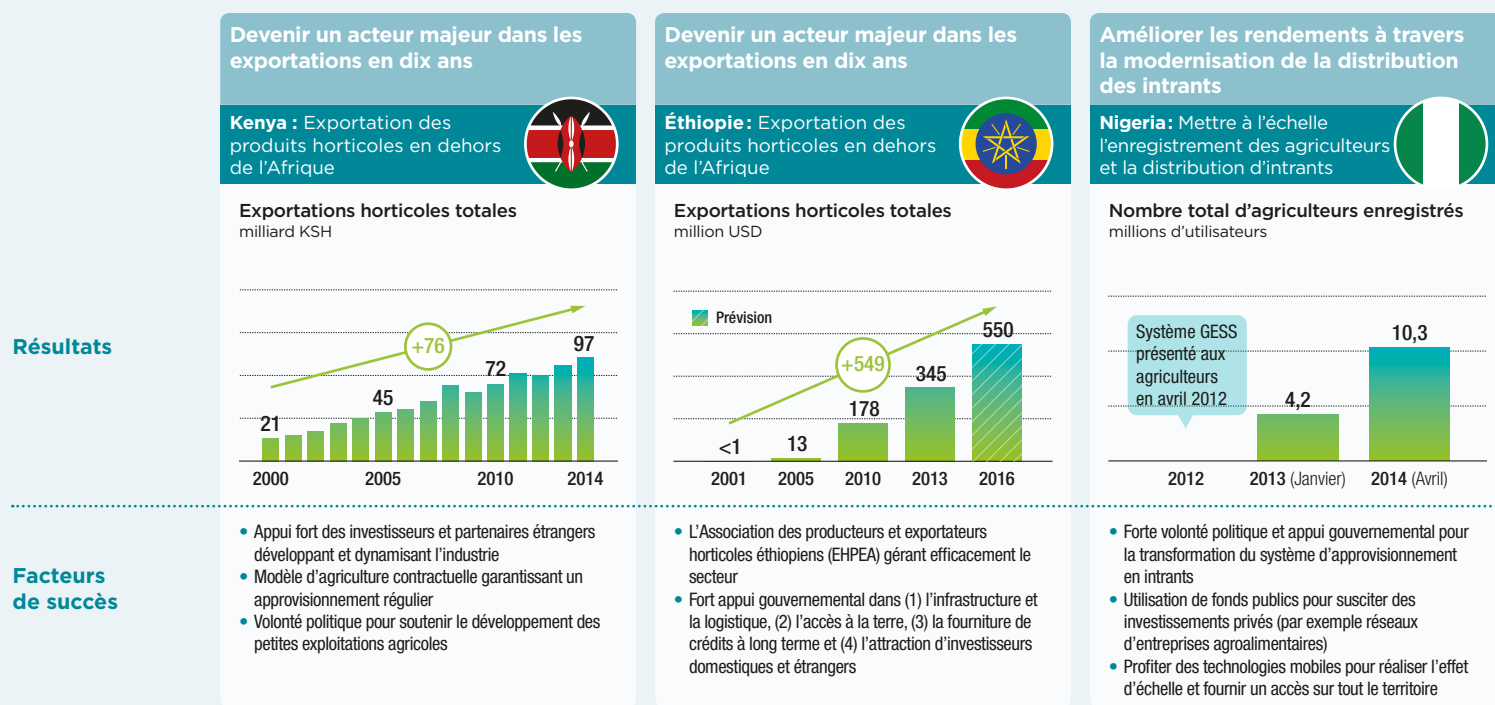 Devenir un acteur majeur dans les
exportations en dix ans
Kenya : Exportation des
produits horticoles en dehors
de l'Afrique
Exportations horticoles totales
milliard KSH
+76
21
45
72
97
2000
2005
2010
2014
Devenir un acteur majeur dans les
exportations en dix ans
Éthiopie : Exportation des
produits horticoles en dehors
de l'Afrique
Exportations horticoles totales
million USD
Prévision
+549
<1
13
178
345
550
2001
2005
2010
2013
2016
Améliorer les rendements à travers
la modernisation de la distribution
des intrants
Nigeria : Mettre à l'échelle
l'enregistrement des agriculteurs
et la distribution d'intrants
Nombre total d'agriculteurs enregistrés
millions d'utilisateurs
Système GESS
présenté aux
agriculteurs
en avril 2012
4,2
10,3
2012
2013 (Janvier)
2014 (Avril)
Résultats
Facteurs
de succès
• Appui fort des investisseurs et partenaires étrangers
développant et dynamisant l'industrie
• Modèle d'agriculture contractuelle garantissant un
approvisionnement régulier
• Volonté politique pour soutenir le développement des
petites exploitations agricoles
• L'Association des producteurs et exportateurs
horticoles éthiopiens (EHPEA) gérant efficacement le
secteur
• Fort appui gouvernemental dans (1) l'infrastructure et
la logistique, (2) l'accès à la terre, (3) la fourniture de
crédits à long terme et (4) l'attraction d'investisseurs
domestiques et étrangers
• Forte volonté politique et appui gouvernemental pour
la transformation du système d'approvisionnement
en intrants
• Utilisation de fonds publics pour susciter des
investissements privés (par exemple réseaux
d'entreprises agroalimentaires)
• Profiter des technologies mobiles pour réaliser l'effet
d'échelle et fournir un accès sur tout le territoire